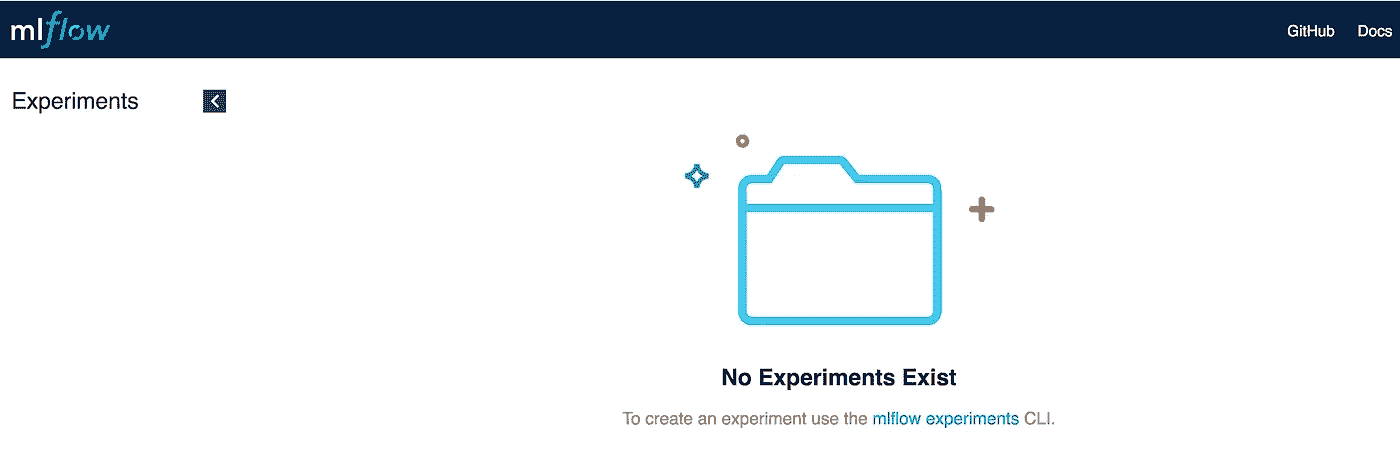 mlflow
GitHub Docs
Experiments
No Experiments Exist
To create an experiment use the mlflow experiments CLI.